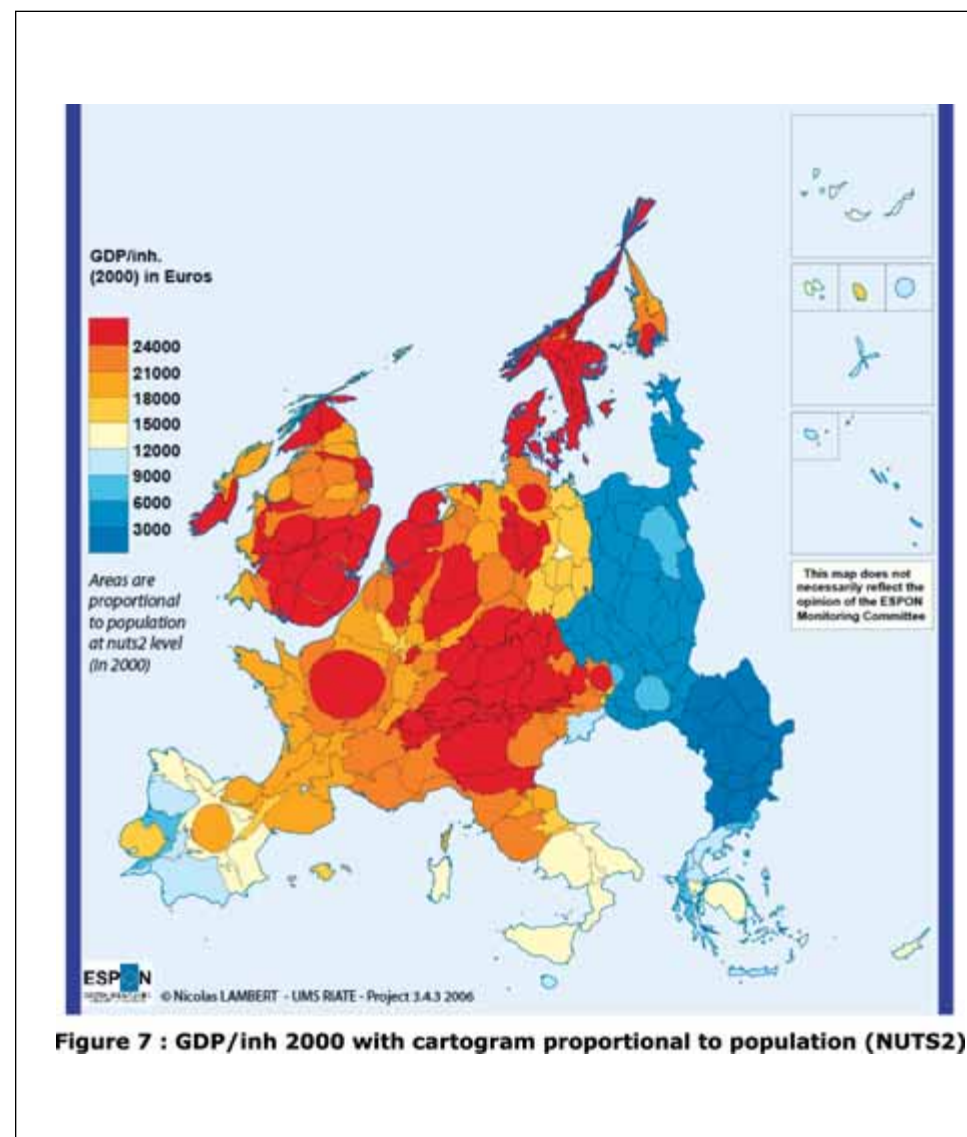 GDP/inh.
(2000) in Euros
24000
21000
18000
15000
12000
9000
6000
3000
Areas are
proportional
to population
at nuts2 level
(In 2000)
This map does not
necessarily reflect the
opinion of the ESPON
Monitoring Committee
ESPON
© Nicolas LAMBERT - UMS RIATE - Project 3.4.3 2006
Figure 7 : GDP/inh 2000 with cartogram proportional to population (NUTS2)